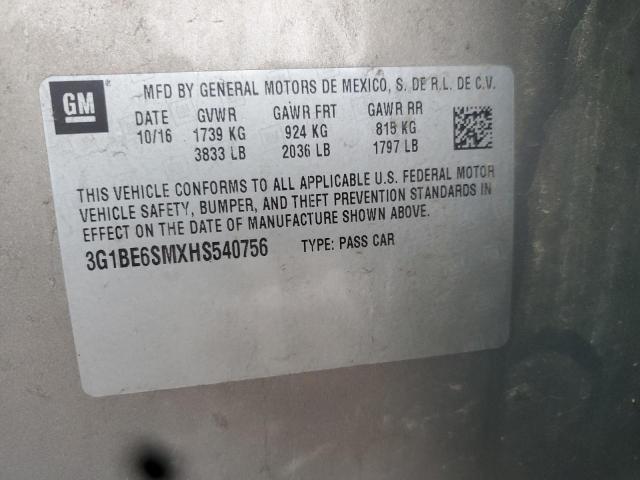 GM
MFD BY GENERAL MOTORS DE MEXICO, S. DE R.L. DE C.V.
DATE GVWR GAWR FRT GAWR RR
10/16 1739 KG 924 KG 815 KG
3833 LB 2036 LB 1797 LB
THIS VEHICLE CONFORMS TO ALL APPLICABLE U.S. FEDERAL MOTOR
VEHICLE SAFETY, BUMPER, AND THEFT PREVENTION STANDARDS IN
EFFECT ON THE DATE OF MANUFACTURE SHOWN ABOVE.
3G1BE6SMXHS540756 TYPE: PASS CAR